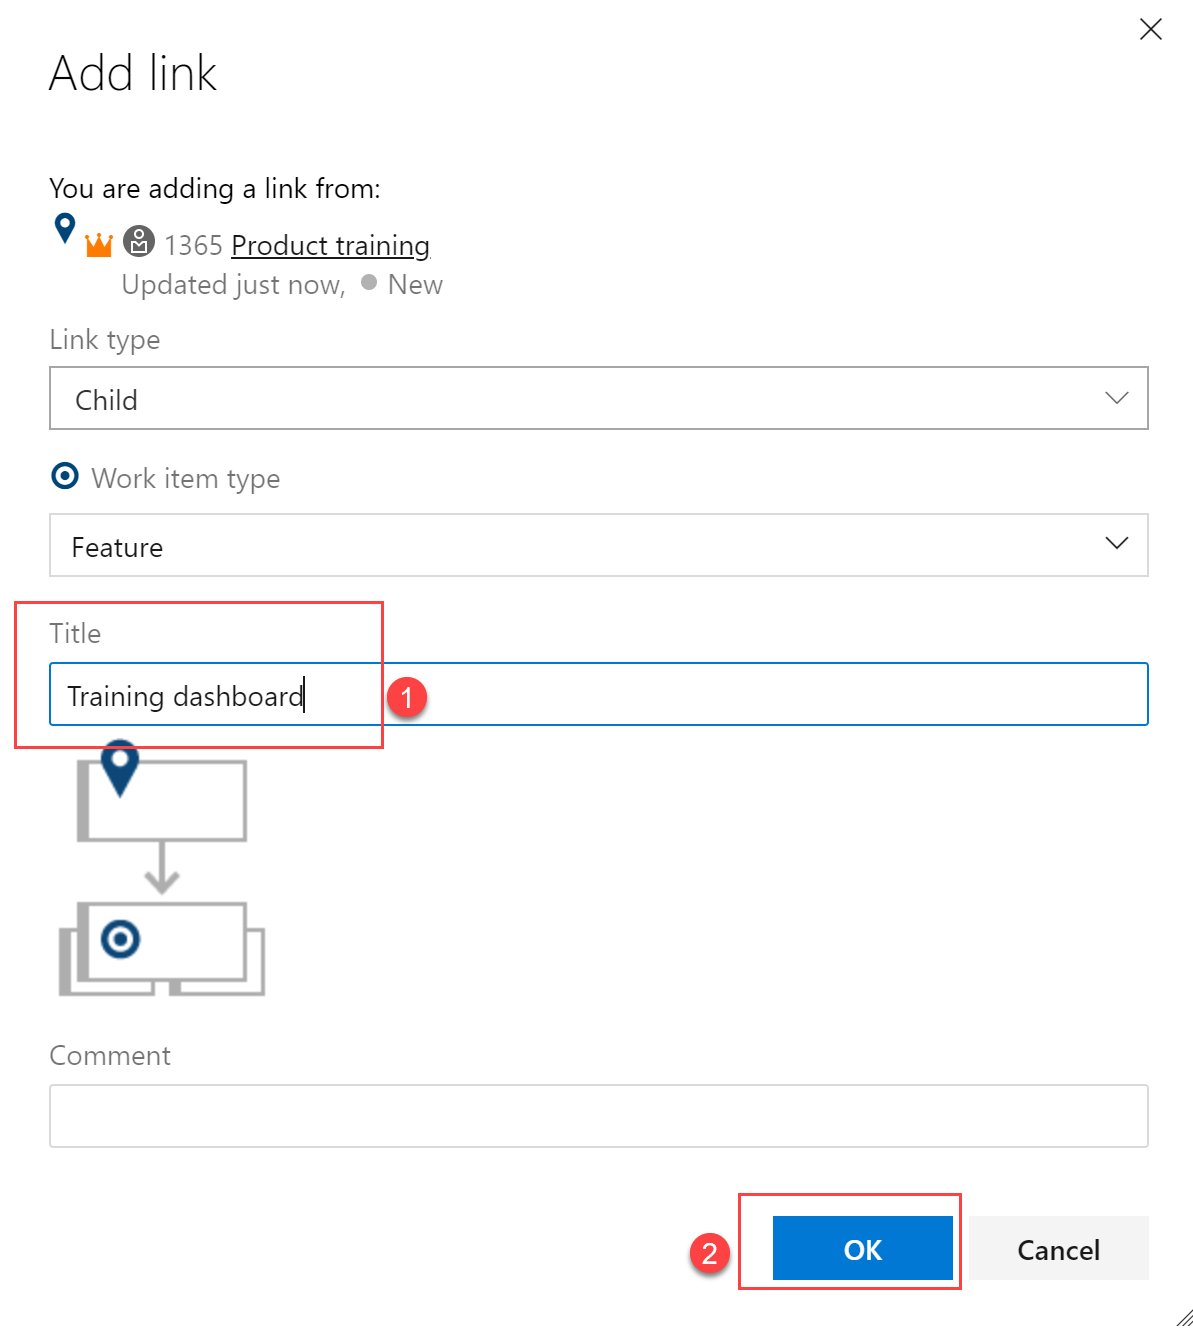 Add link
You are adding a link from:
1365 Product training
Updated just now, New
Link type
Child
Work item type
Feature
Title
Training dashboard
1
Comment
2
OK
Cancel